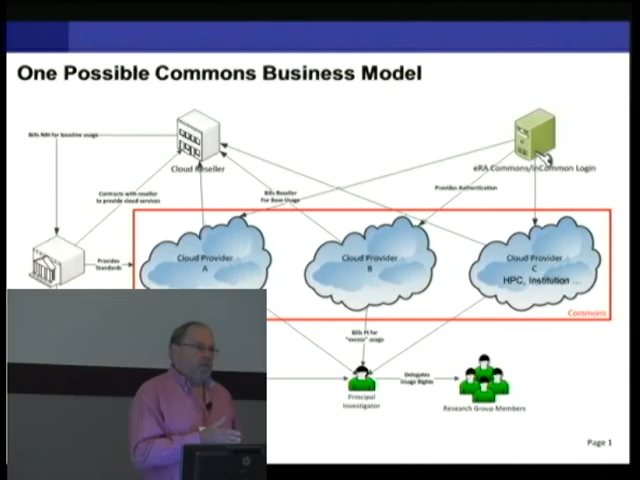 One Possible Commons Business Model
Bills NIH for baseline usage
Cloud Reseller
eRA Commons/InCommon Login
Contracts with reseller
to provide cloud services
Bills Reseller
For Base Usage
Provides Authentication
Provides
Standards
Cloud Provider
A
Cloud Provider
B
Cloud Provider
C
HPC, Institution ...
Commons
Bills PI for
"excess" usage
Delegates
Usage Rights
Principal
Investigator
Research Group Members
Page 1